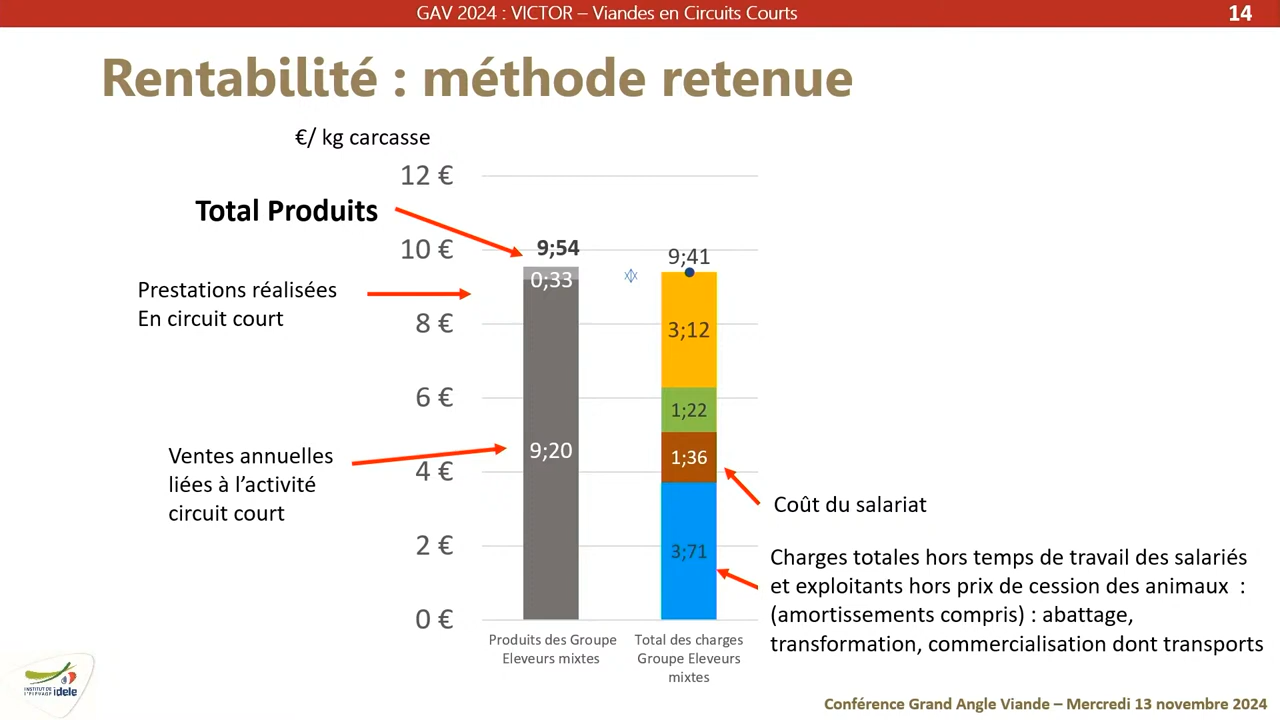 GAV 2024 : VICTOR – Viandes en Circuits Courts
14
Rentabilité : méthode retenue
€/ kg carcasse
12 €
10 €
8 €
6 €
4 €
2 €
0 €
Total Produits
Prestations réalisées
En circuit court
Ventes annuelles
liées à l'activité
circuit court
9;54
0;33
9;20
9;41
3;12
1;22
1;36
3;71
Coût du salariat
Charges totales hors temps de travail des salariés
et exploitants hors prix de cession des animaux :
(amortissements compris) : abattage,
transformation, commercialisation dont transports
Produits des Groupe
Eleveurs mixtes
Total des charges
Groupe Eleveurs
mixtes
INSTITUT DE
L'ELEVAGE idele
Conférence Grand Angle Viande – Mercredi 13 novembre 2024